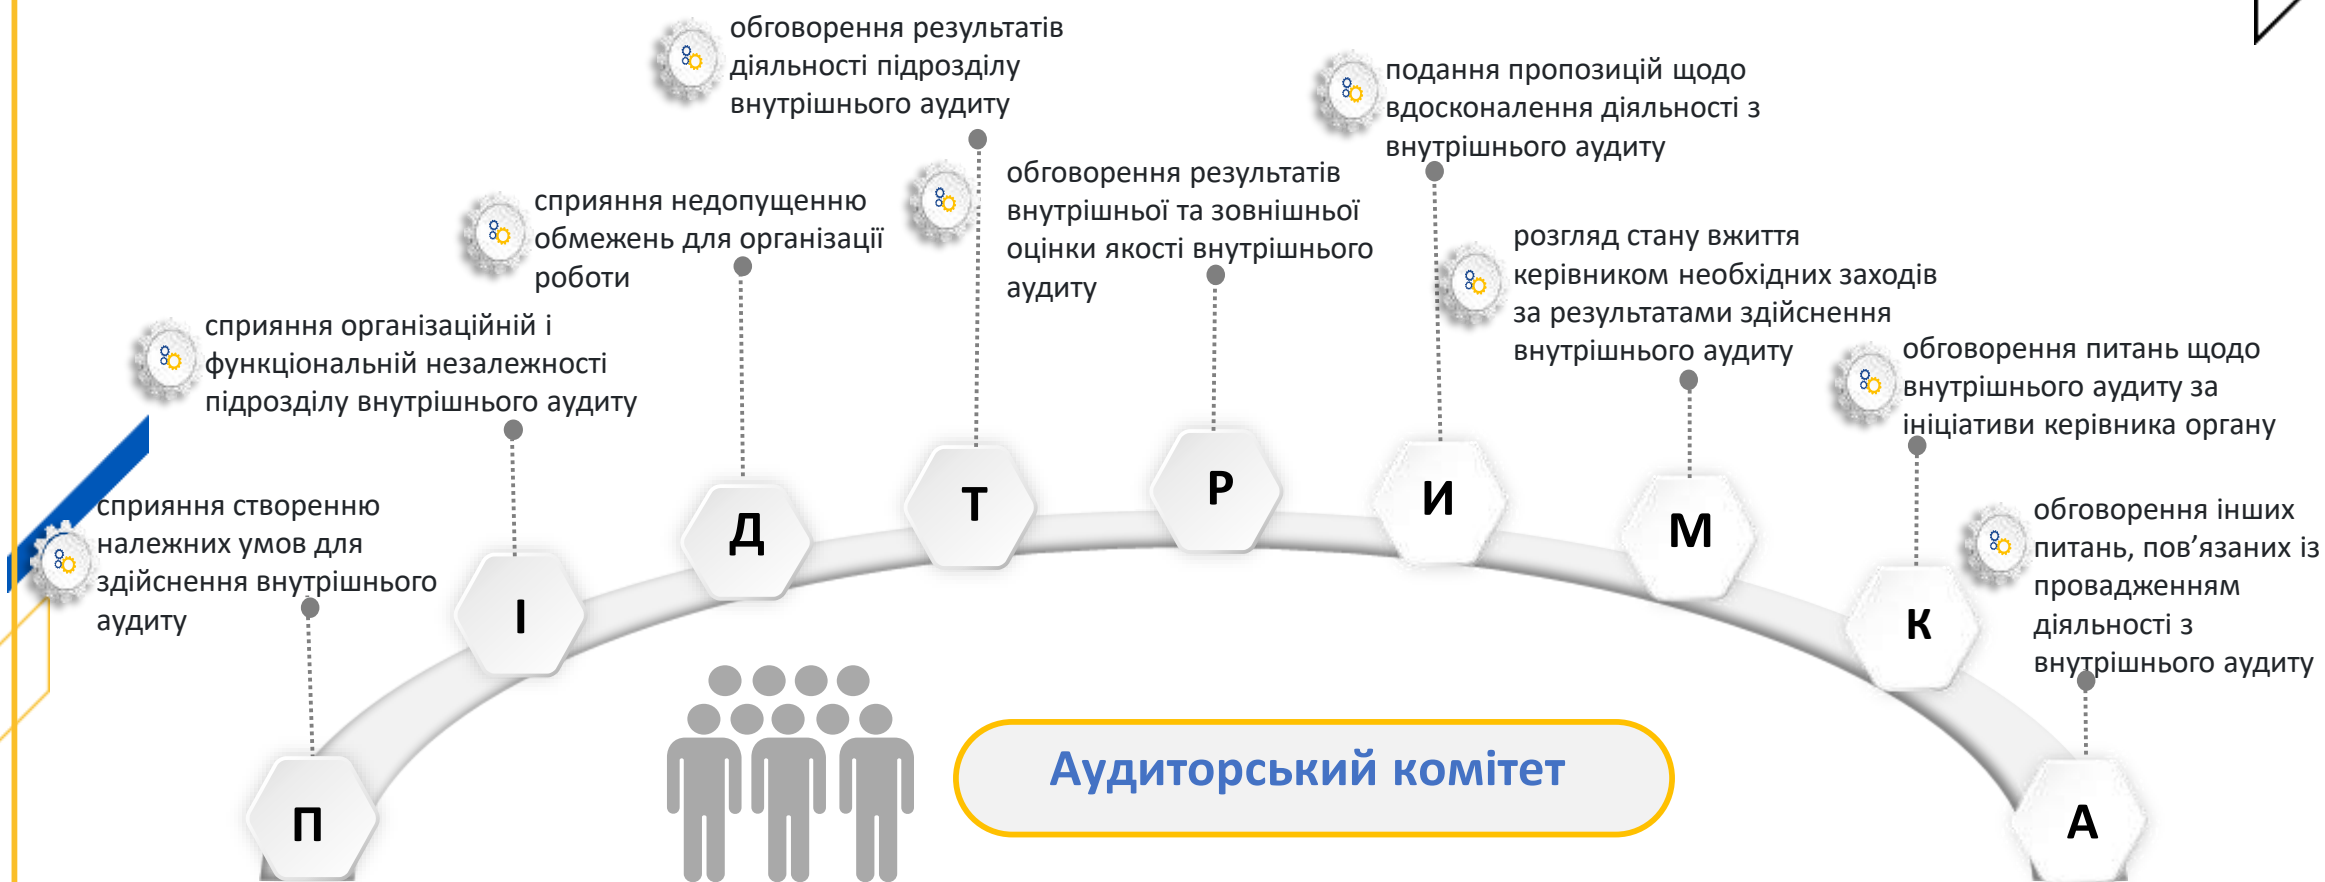 сприяння створенню
належних умов для
здійснення внутрішнього
аудиту
сприяння організаційній і
функціональній незалежності
підрозділу внутрішнього аудиту
сприяння недопущенню
обмежень для організації
роботи
обговорення результатів
діяльності підрозділу
внутрішнього аудиту
обговорення результатів
внутрішньої та зовнішньої
оцінки якості внутрішнього
аудиту
подання пропозицій щодо
вдосконалення діяльності з
внутрішнього аудиту
розгляд стану вжиття
керівником необхідних заходів
за результатами здійснення
внутрішнього аудиту
обговорення питань щодо
внутрішнього аудиту за
ініціативи керівника органу
обговорення інших
питань, пов’язаних із
провадженням
діяльності з
внутрішнього аудиту
П
І
Д
Т
Р
И
М
К
А
Аудиторський комітет